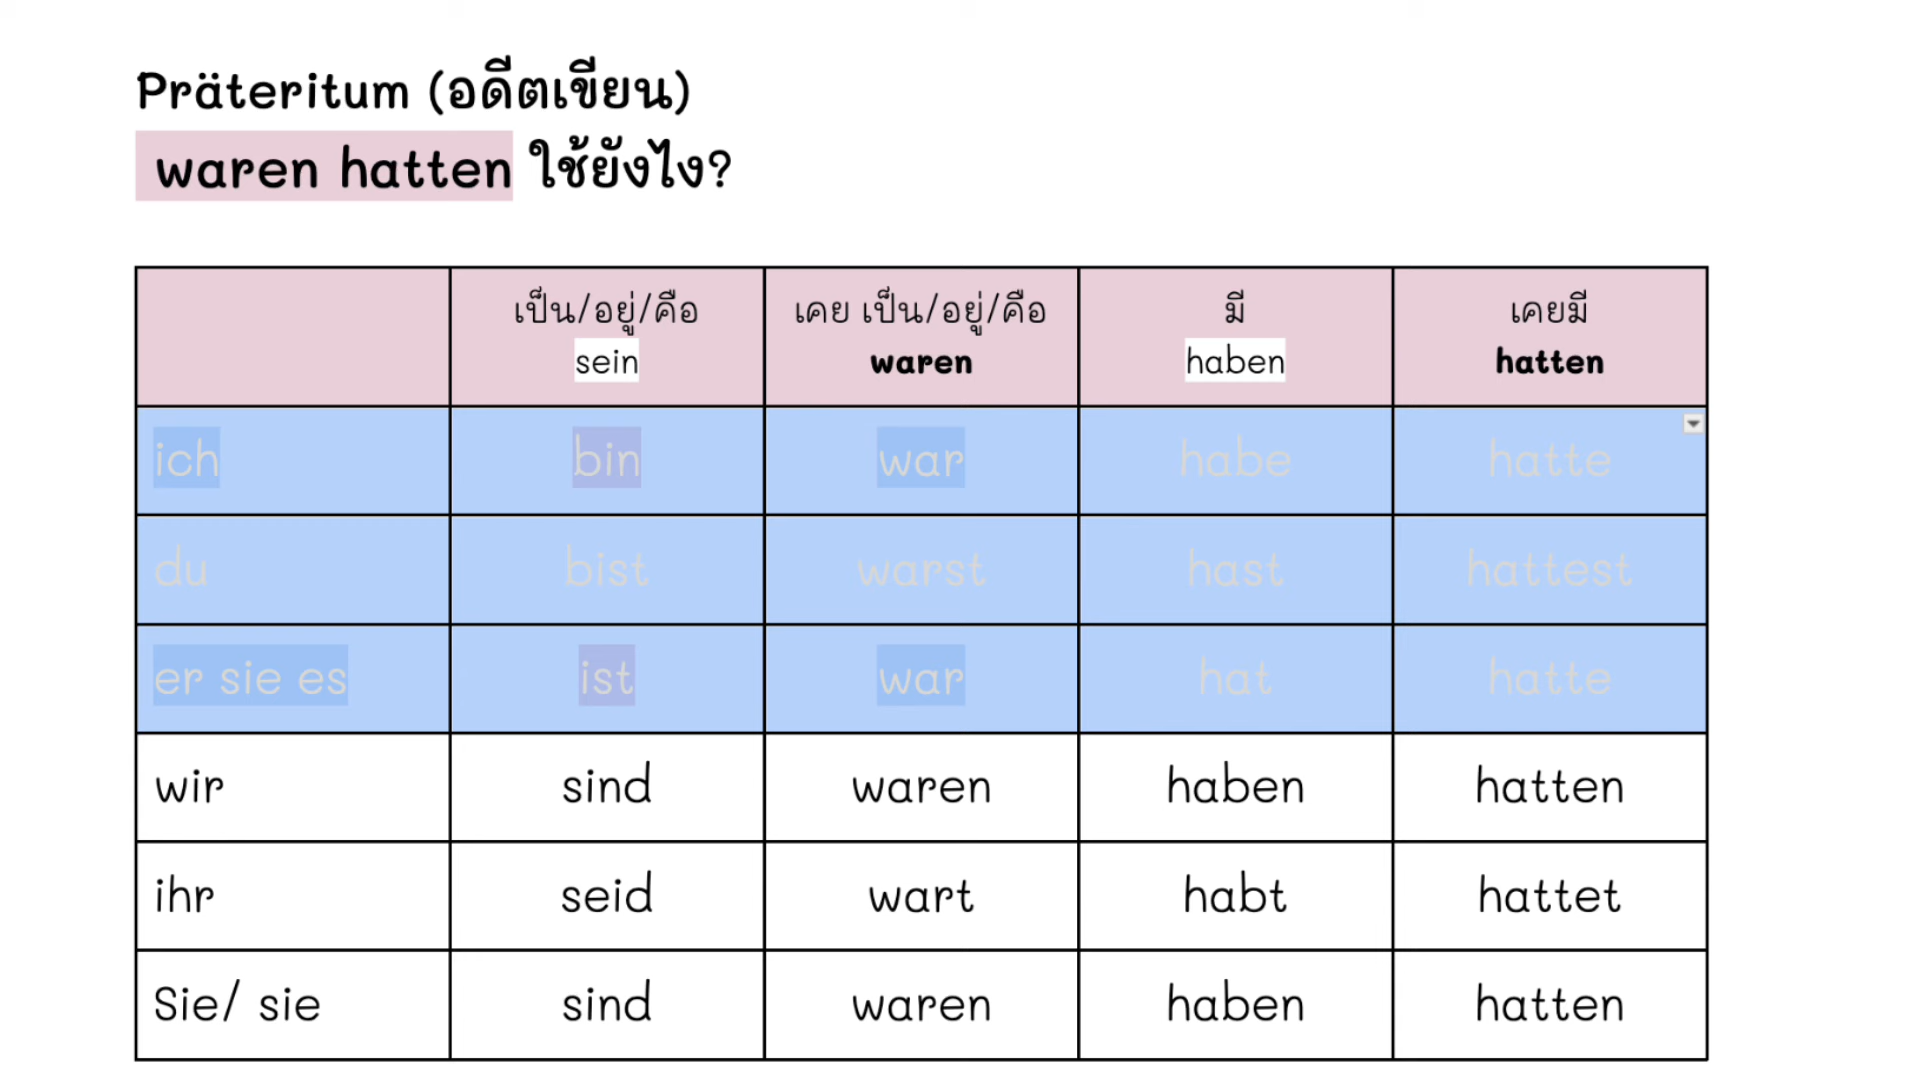 Präteritum (อดีตเขียน)
waren hatten ใช้ยังไง?
เป็น/อยู่/คือ เคย เป็น/อยู่/คือ มี เคยมี
sein waren haben hatten
ich bin war habe hatte
du bist warst hast hattest
er sie es ist war hat hatte
wir sind waren haben hatten
ihr seid wart habt hattet
Sie/ sie sind waren haben hatten